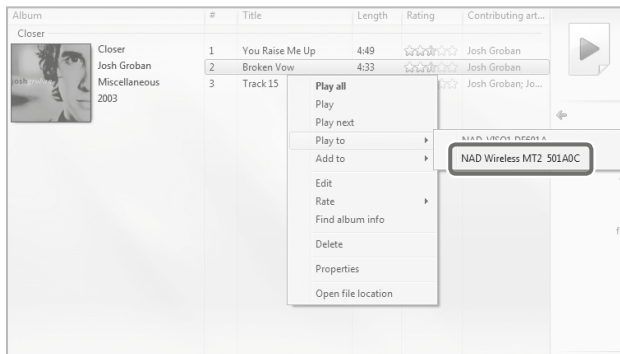 Album # Title Length Rating Contributing art...
Closer
Closer 1 You Raise Me Up 4:49 Josh Groban
Josh Groban 2 Broken Vow 4:33 Josh Groban
Miscellaneous 3 Track 15 Josh Groban; Jo...
2003
josh groban
Play all
Play
Play next
Play to
Add to
NAD Wireless MT2 501A0C
Edit
Rate
Find album info
Delete
Properties
Open file location
f